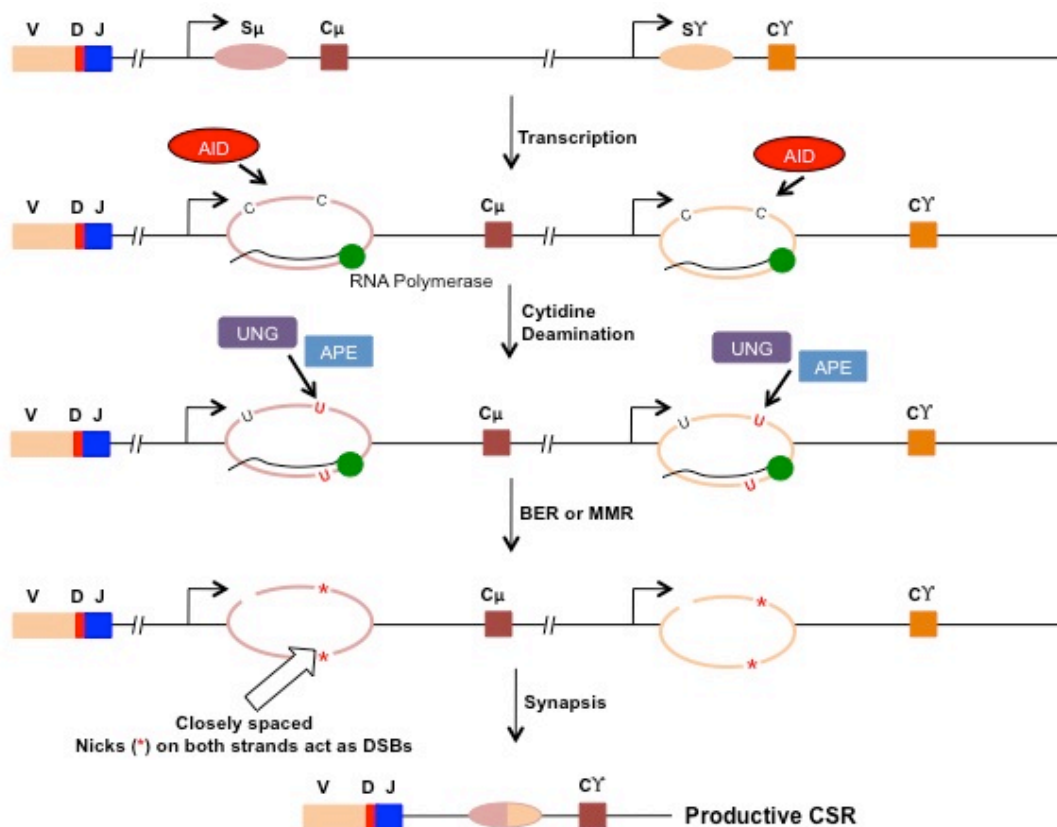 V D J // Sμ Cμ // Sϒ Cϒ
Transcription
AID AID
V D J // C C Cμ // C C Cϒ
RNA Polymerase
Cytidine
Deamination
UNG APE UNG APE
V D J // U U U Cμ // U U U Cϒ
BER or MMR
V D J // * * Cμ // * * Cϒ
Synapsis
Closely spaced
Nicks (*) on both strands act as DSBs
V D J Cϒ
Productive CSR